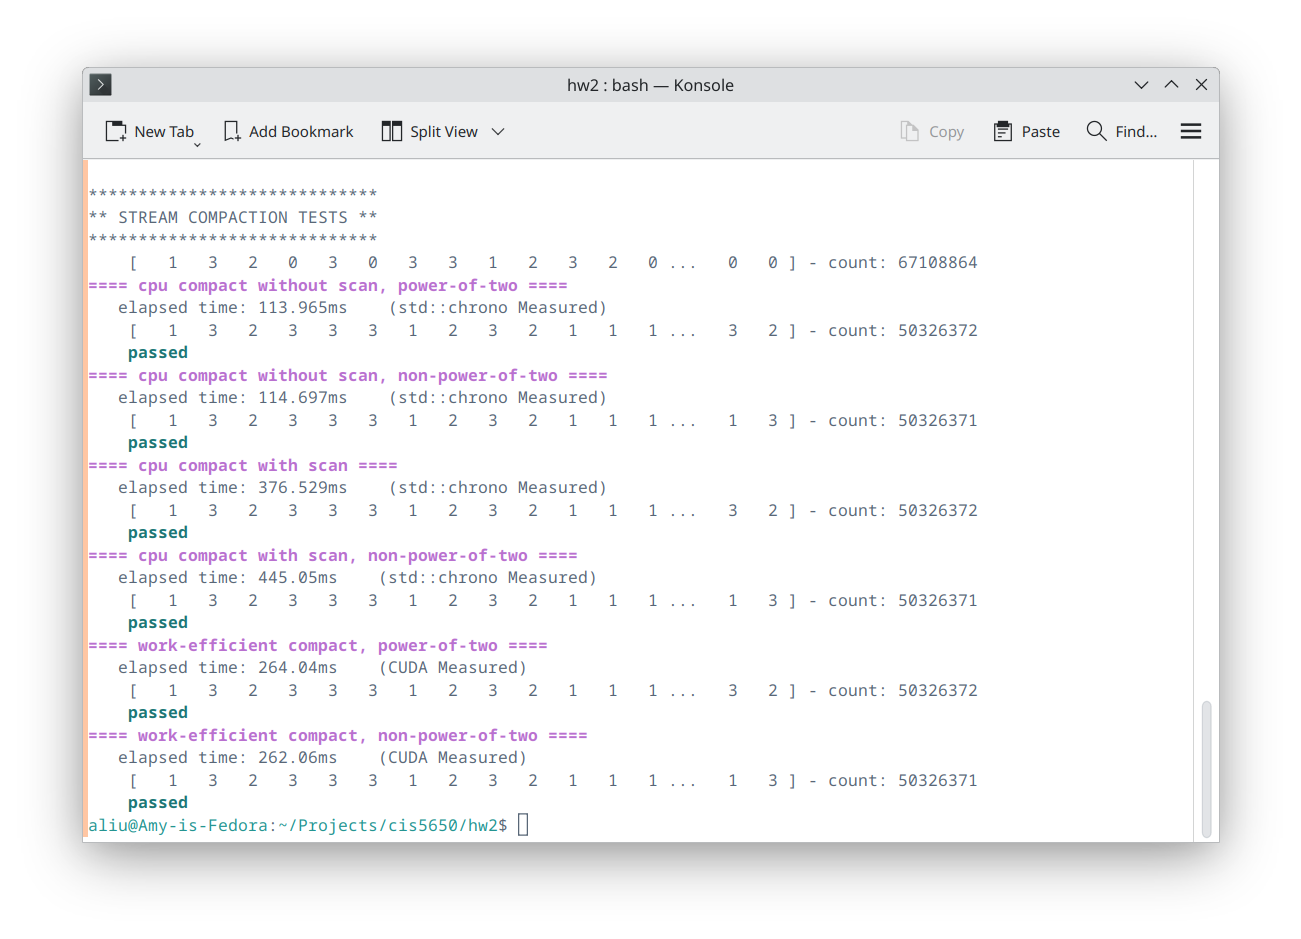 hw2 : bash — Konsole
New Tab Add Bookmark Split View Copy Paste Find...
*****************************
** STREAM COMPACTION TESTS **
*****************************
    [   1   3   2   0   3   0   3   3   1   2   3   2   0 ...   0   0 ] - count: 67108864
==== cpu compact without scan, power-of-two ====
   elapsed time: 113.965ms    (std::chrono Measured)
    [   1   3   2   3   3   3   1   2   3   2   1   1   1 ...   3   2 ] - count: 50326372
    passed
==== cpu compact without scan, non-power-of-two ====
   elapsed time: 114.697ms    (std::chrono Measured)
    [   1   3   2   3   3   3   1   2   3   2   1   1   1 ...   1   3 ] - count: 50326371
    passed
==== cpu compact with scan ====
   elapsed time: 376.529ms    (std::chrono Measured)
    [   1   3   2   3   3   3   1   2   3   2   1   1   1 ...   3   2 ] - count: 50326372
    passed
==== cpu compact with scan, non-power-of-two ====
   elapsed time: 445.05ms    (std::chrono Measured)
    [   1   3   2   3   3   3   1   2   3   2   1   1   1 ...   1   3 ] - count: 50326371
    passed
==== work-efficient compact, power-of-two ====
   elapsed time: 264.04ms    (CUDA Measured)
    [   1   3   2   3   3   3   1   2   3   2   1   1   1 ...   3   2 ] - count: 50326372
    passed
==== work-efficient compact, non-power-of-two ====
   elapsed time: 262.06ms    (CUDA Measured)
    [   1   3   2   3   3   3   1   2   3   2   1   1   1 ...   1   3 ] - count: 50326371
    passed
aliu@Amy-is-Fedora:~/Projects/cis5650/hw2$